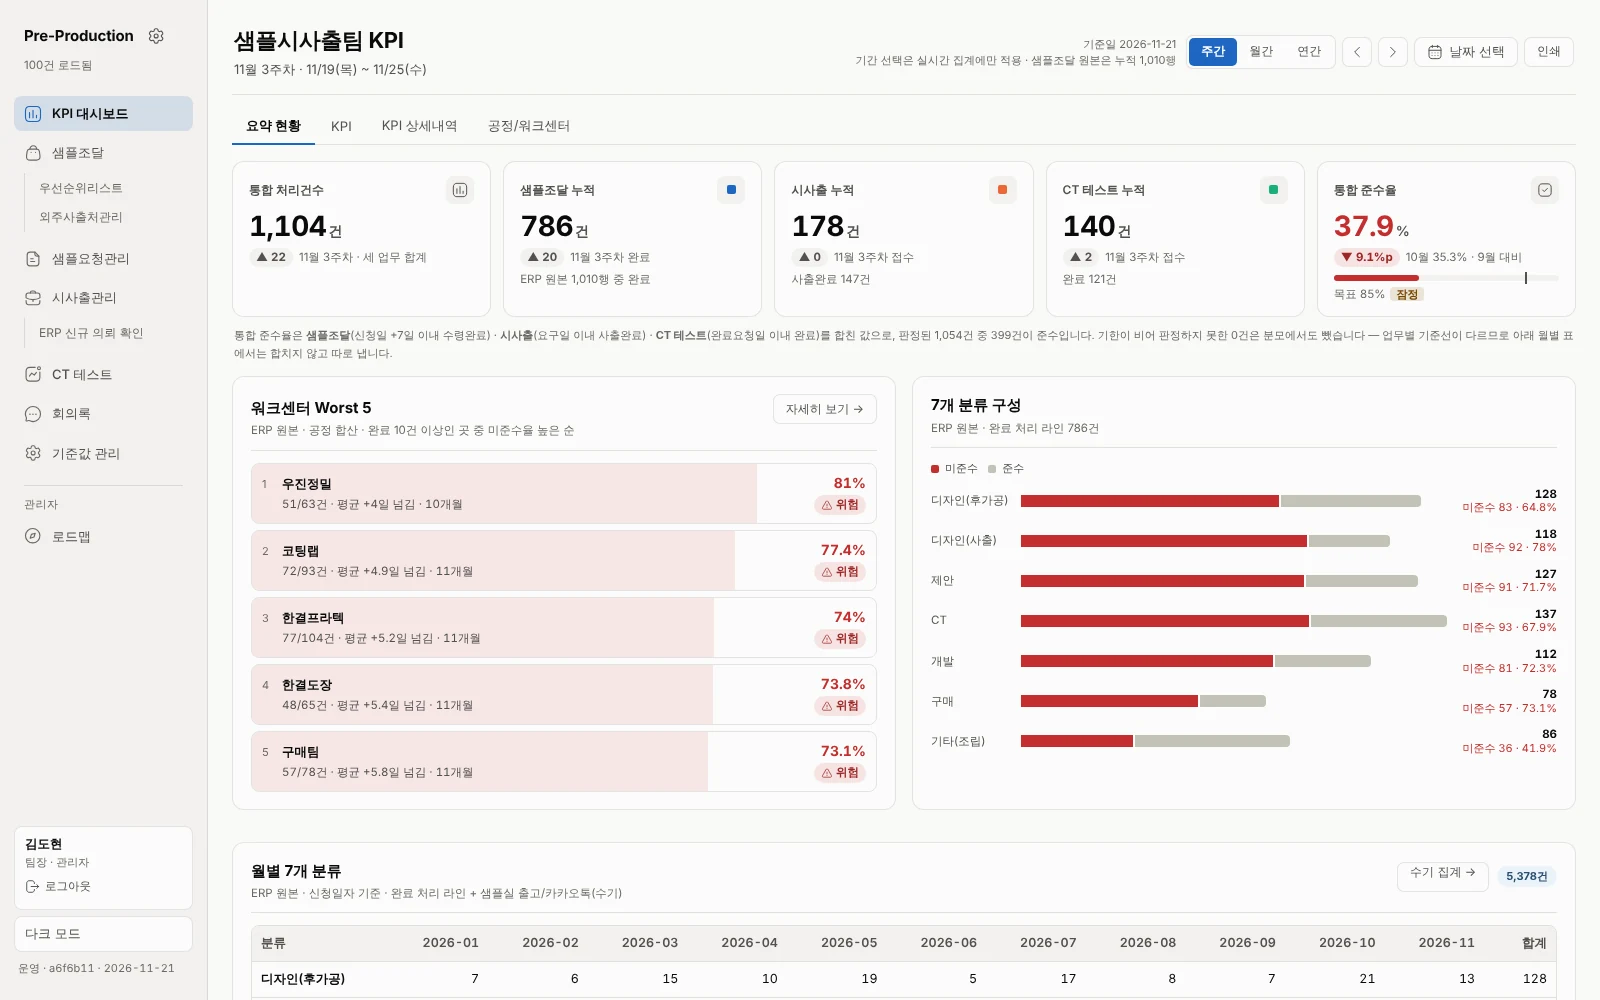 Pre-Production
100건 로드됨
KPI 대시보드
샘플조달
우선순위리스트
외주사출처관리
샘플요청관리
시사출관리
ERP 신규 의뢰 확인
CT 테스트
회의록
기준값 관리
관리자
로드맵
김도현
팀장 · 관리자
로그아웃
다크 모드
운영 · a6f6b11 · 2026-11-21
샘플시사출팀 KPI
11월 3주차 · 11/19(목) ~ 11/25(수)
기준일 2026-11-21
기간 선택은 실시간 집계에만 적용 · 샘플조달 원본은 누적 1,010행
주간 월간 연간
날짜 선택
인쇄
요약 현황 KPI KPI 상세내역 공정/워크센터
통합 처리건수
1,104건
▲ 22 11월 3주차 · 세 업무 합계
샘플조달 누적
786건
▲ 20 11월 3주차 완료
ERP 원본 1,010행 중 완료
시사출 누적
178건
▲ 0 11월 3주차 접수
사출완료 147건
CT 테스트 누적
140건
▲ 2 11월 3주차 접수
완료 121건
통합 준수율
37.9%
▼ 9.1%p 10월 35.3% · 9월 대비
목표 85% 잠정
통합 준수율은 샘플조달(신청일 +7일 이내 수령완료) · 시사출(요구일 이내 사출완료) · CT 테스트(완료요청일 이내 완료)를 합친 값으로, 판정된 1,054건 중 399건이 준수입니다. 기한이 비어 판정하지 못한 0건은 분모에서도 뺐습니다 — 업무별 기준선이 다르므로 아래 월별 표
에서는 합치지 않고 따로 냅니다.
워크센터 Worst 5
ERP 원본 · 공정 합산 · 완료 10건 이상인 곳 중 미준수율 높은 순
자세히 보기 →
1 우진정밀 81%
51/63건 · 평균 +4일 넘김 · 10개월 위험
2 코팅랩 77.4%
72/93건 · 평균 +4.9일 넘김 · 11개월 위험
3 한결프라텍 74%
77/104건 · 평균 +5.2일 넘김 · 11개월 위험
4 한결도장 73.8%
48/65건 · 평균 +5.4일 넘김 · 11개월 위험
5 구매팀 73.1%
57/78건 · 평균 +5.8일 넘김 · 11개월 위험
7개 분류 구성
ERP 원본 · 완료 처리 라인 786건
미준수 준수
디자인(후가공) 128
미준수 83 · 64.8%
디자인(사출) 118
미준수 92 · 78%
제안 127
미준수 91 · 71.7%
CT 137
미준수 93 · 67.9%
개발 112
미준수 81 · 72.3%
구매 78
미준수 57 · 73.1%
기타(조립) 86
미준수 36 · 41.9%
월별 7개 분류
ERP 원본 · 신청일자 기준 · 완료 처리 라인 + 샘플실 출고/카카오톡(수기)
수기 집계 →
5,378건
분류 2026-01 2026-02 2026-03 2026-04 2026-05 2026-06 2026-07 2026-08 2026-09 2026-10 2026-11 합계
디자인(후가공) 7 6 15 10 19 5 17 8 7 21 13 128